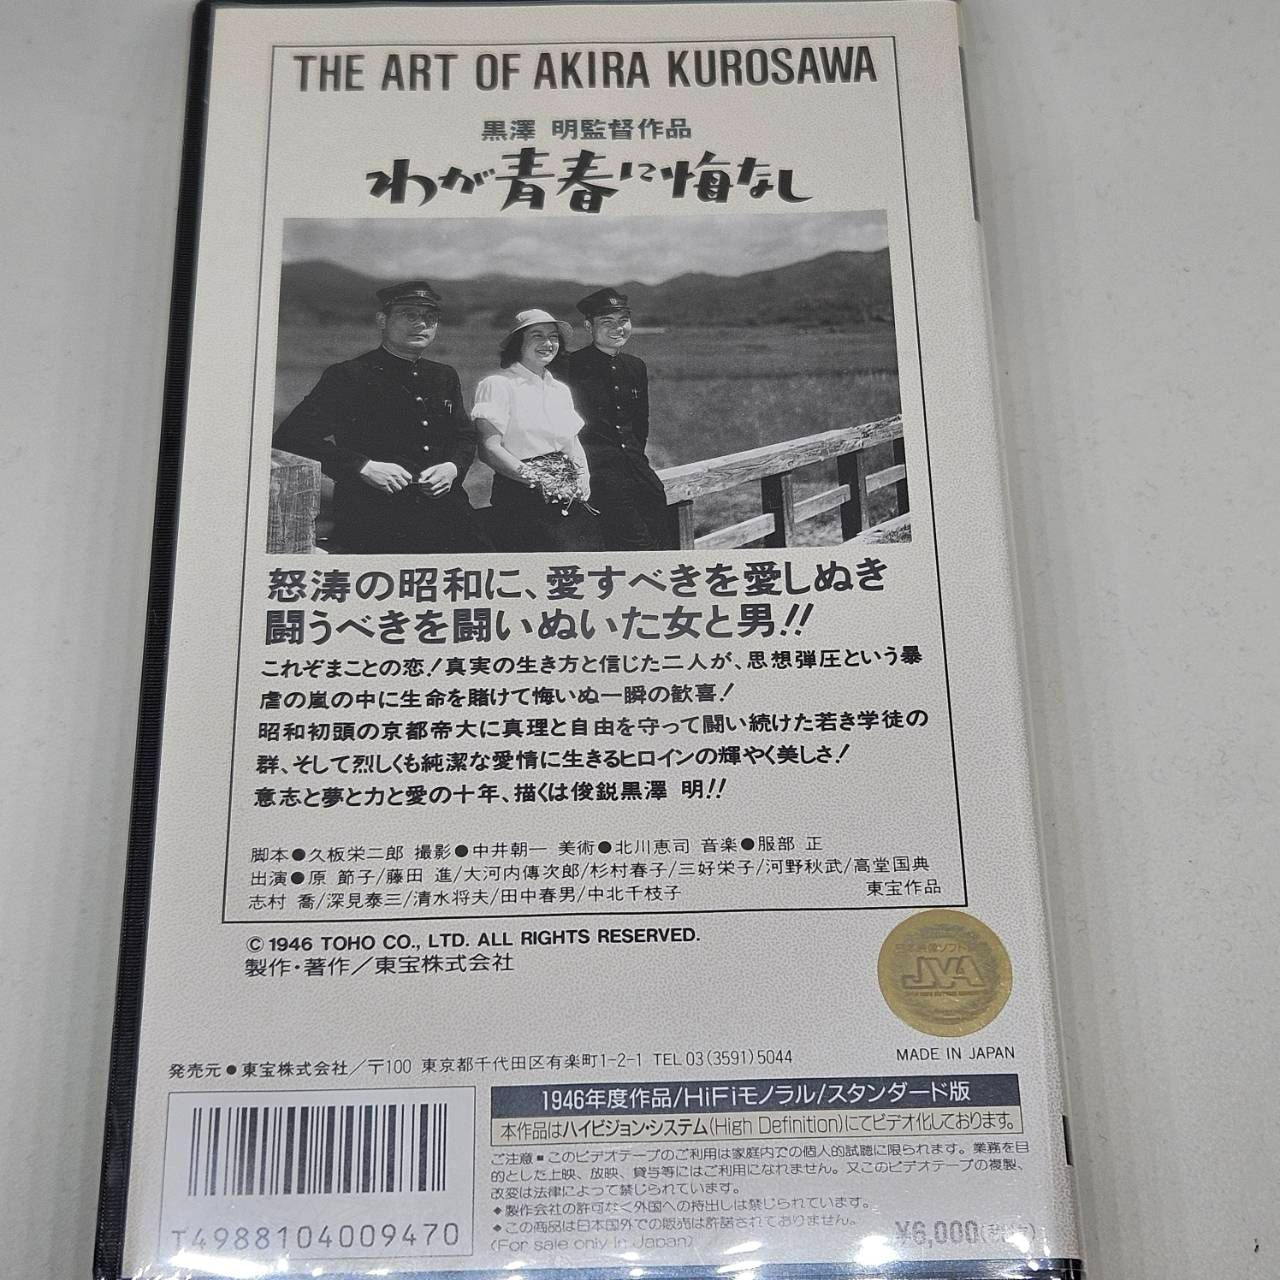 THE ART OF AKIRA KUROSAWA
黒澤 明監督作品
わが青春に悔なし
怒涛の昭和に、愛すべきを愛しぬき
闘うべきを闘いぬいた女と男!!
これぞまことの恋!真実の生き方と信じた二人が、思想弾圧という暴
虐の嵐の中に生命を賭けて悔いぬ一瞬の歓喜!
昭和初頭の京都帝大に真理と自由を守って闘い続けた若き学徒の
群、そして烈しくも純潔な愛情に生きるヒロインの輝やく美しさ!
意志と夢と力と愛の十年、描くは俊鋭黒澤 明!!
脚本●久板栄二郎 撮影●中井朝一 美術●北川恵司 音楽●服部 正
出演●原 節子/藤田 進/大河内傳次郎/杉村春子/三好栄子/河野秋武/高堂国典
志村 喬/深見泰三/清水将夫/田中春男/中北千枝子
東宝作品
© 1946 TOHO CO., LTD. ALL RIGHTS RESERVED.
製作・著作/東宝株式会社
JVA
MADE IN JAPAN
発売元●東宝株式会社/〒100 東京都千代田区有楽町1-2-1 TEL 03(3591)5044
T4988104009470
1946年度作品/HiFiモノラル/スタンダード版
本作品はハイビジョン・システム(High Definition)にてビデオ化しております。
ご注意■このビデオテープのご利用は家庭内での個人的試聴に限られます。業務を目
的とした上映、放映、貸与等にはご利用になれません。又このビデオテープの複製、
改変は法律によって禁じられています。
◆製作会社の許可なく外国への持出しは禁じられています。
◆この商品は日本国外での販売は許諾されておりません。
(For sale only in Japan)
¥6,000